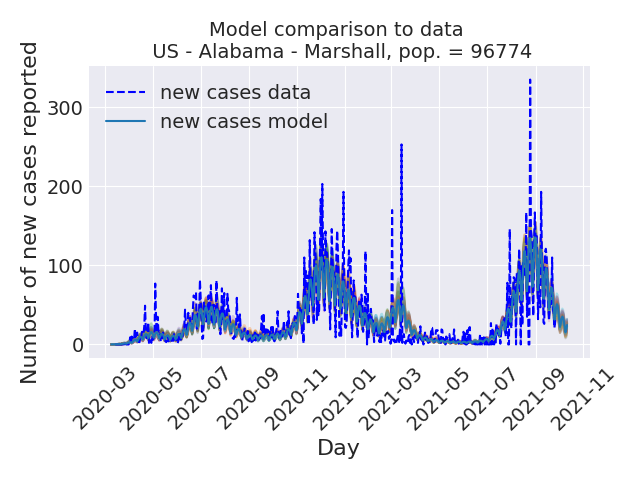 Model comparison to data
US - Alabama - Marshall, pop. = 96774
Number of new cases reported
300
200
100
0
new cases data
new cases model
2020-03
2020-05
2020-07
2020-09
2020-11
2021-01
2021-03
2021-05
2021-07
2021-09
2021-11
Day